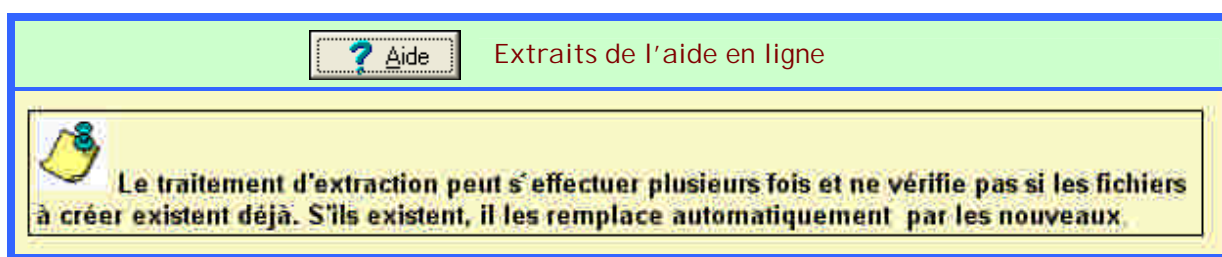 Aide Extraits de l'aide en ligne
Le traitement d'extraction peut s'effectuer plusieurs fois et ne vérifie pas si les fichiers
à créer existent déjà. S'ils existent, il les remplace automatiquement par les nouveaux.